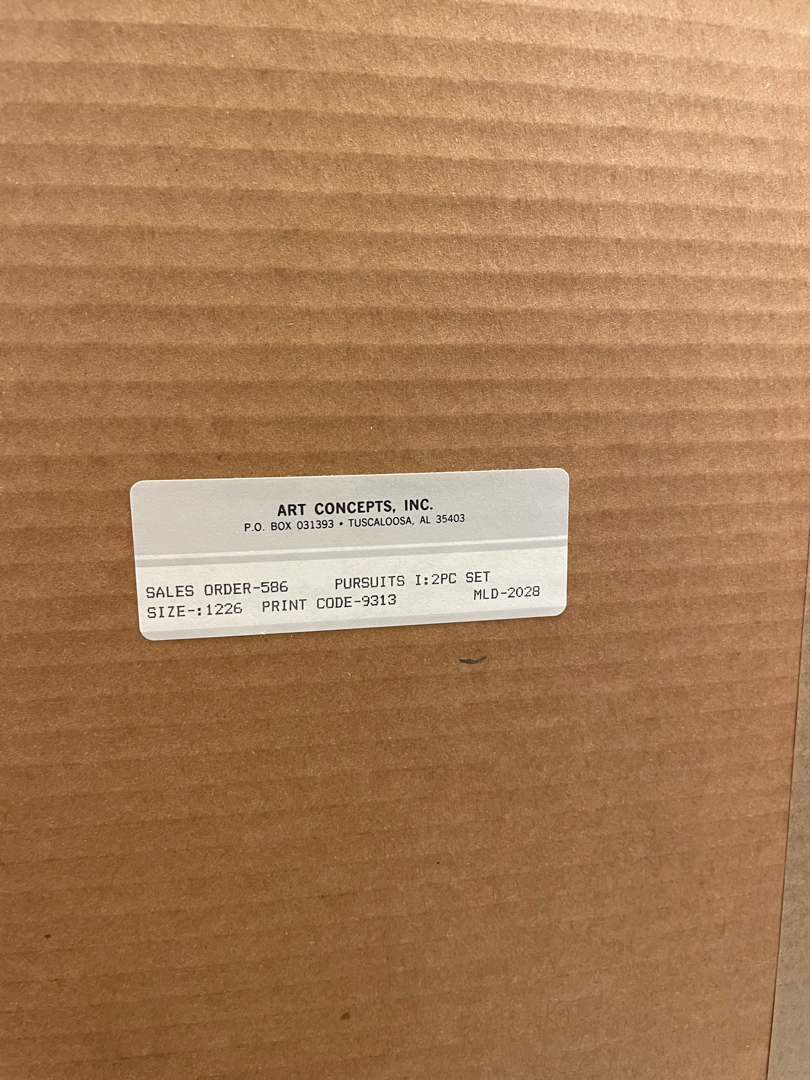 ART CONCEPTS, INC.
P.O. BOX 031393 • TUSCALOOSA, AL 35403
SALES ORDER-586 PURSUITS I:2PC SET
SIZE-:1226 PRINT CODE-9313 MLD-2028